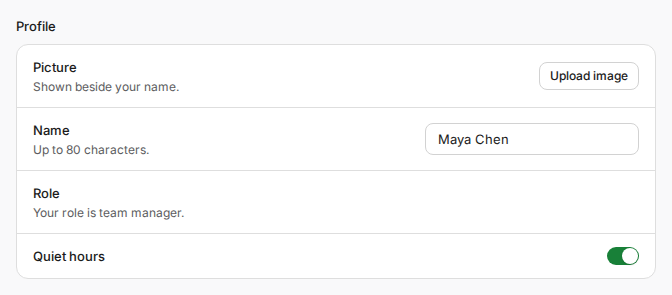 Profile
Picture
Shown beside your name.
Upload image
Name
Up to 80 characters.
Maya Chen
Role
Your role is team manager.
Quiet hours